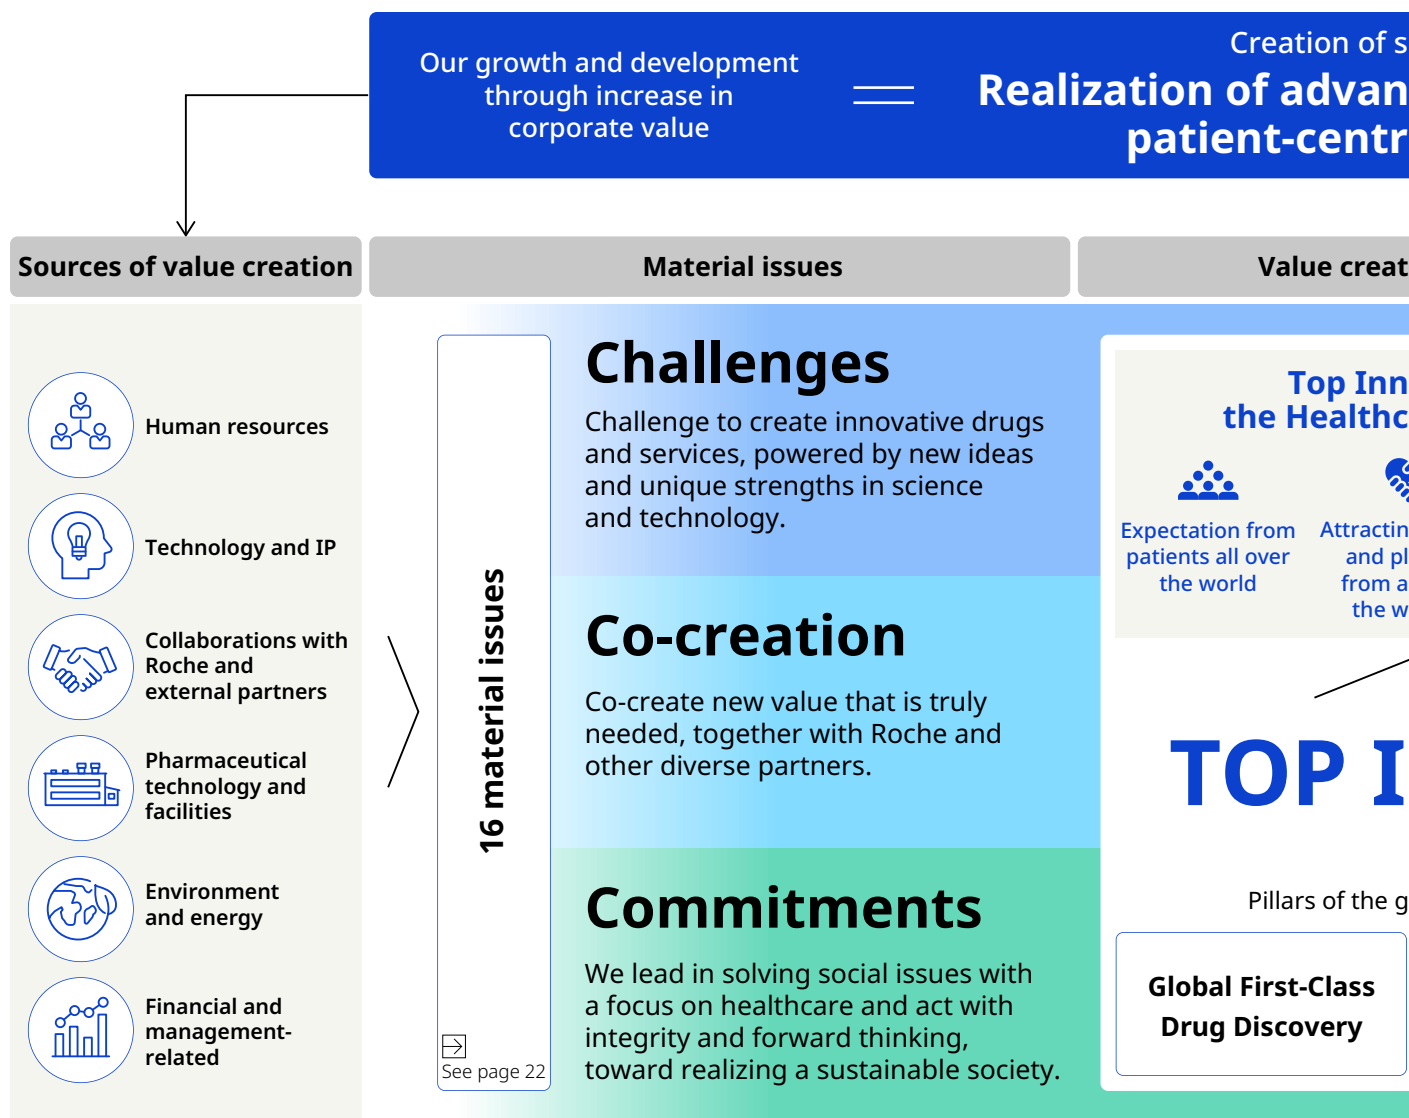 Our growth and development
through increase in
corporate value
Creation of s
Realization of advan
patient-centr
Sources of value creation
Material issues
Value creat
Human resources
Technology and IP
Collaborations with
Roche and
external partners
Pharmaceutical
technology and
facilities
Environment
and energy
Financial and
management-
related
16 material issues
See page 22
Challenges
Challenge to create innovative drugs
and services, powered by new ideas
and unique strengths in science
and technology.
Co-creation
Co-create new value that is truly
needed, together with Roche and
other diverse partners.
Commitments
We lead in solving social issues with
a focus on healthcare and act with
integrity and forward thinking,
toward realizing a sustainable society.
Top Inn
the Healthc
Expectation from
patients all over
the world
Attractin
and pl
from a
the w
TOP I
Pillars of the g
Global First-Class
Drug Discovery